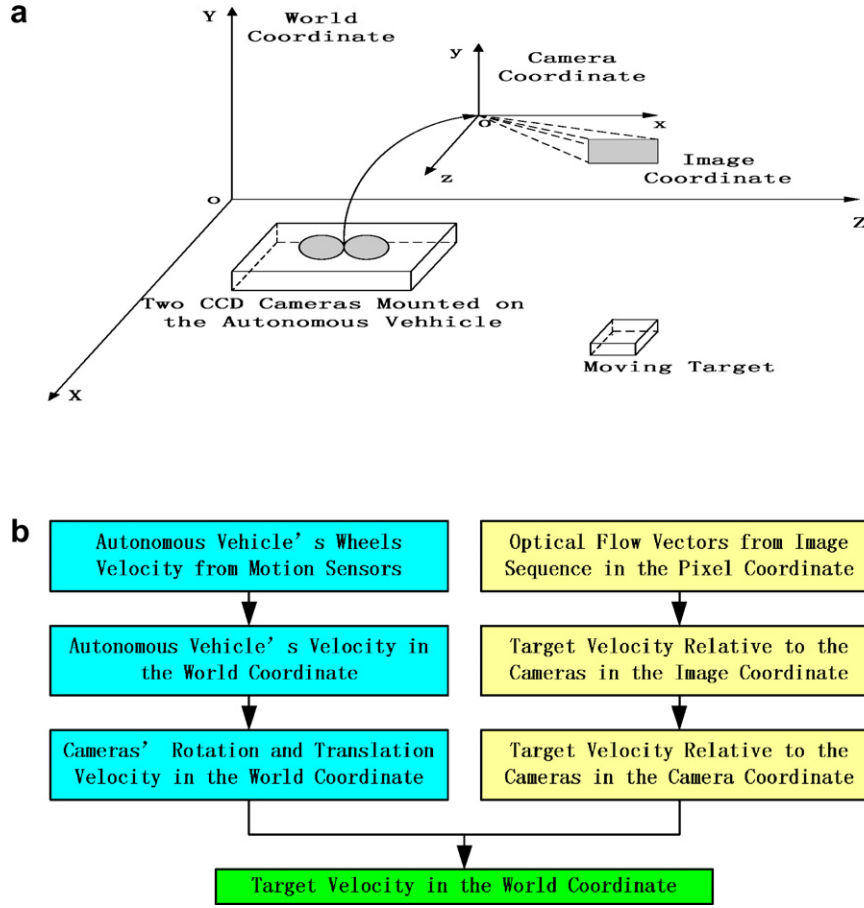 a
Y
World
Coordinate
y
Camera
Coordinate
o
x
z
Image
Coordinate
o
Z
Two CCD Cameras Mounted on
the Autonomous Vehhicle
Moving Target
X
b
Autonomous Vehicle's Wheels
Velocity from Motion Sensors
Optical Flow Vectors from Image
Sequence in the Pixel Coordinate
Autonomous Vehicle's Velocity in
the World Coordinate
Target Velocity Relative to the
Cameras in the Image Coordinate
Cameras' Rotation and Translation
Velocity in the World Coordinate
Target Velocity Relative to the
Cameras in the Camera Coordinate
Target Velocity in the World Coordinate